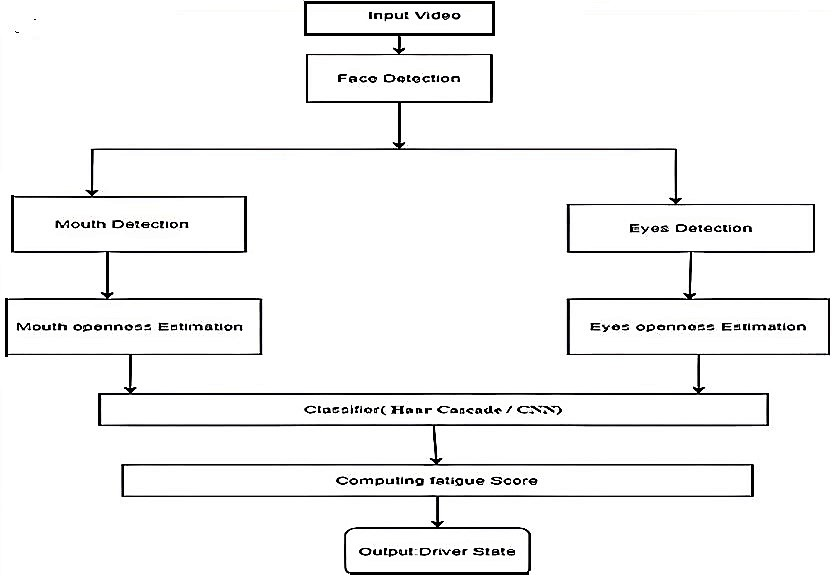 Input Video
Face Detection
Mouth Detection
Eyes Detection
Mouth openness Estimation
Eyes openness Estimation
Classifier( Haar Cascade / CNN)
Computing fatigue Score
Output:Driver State